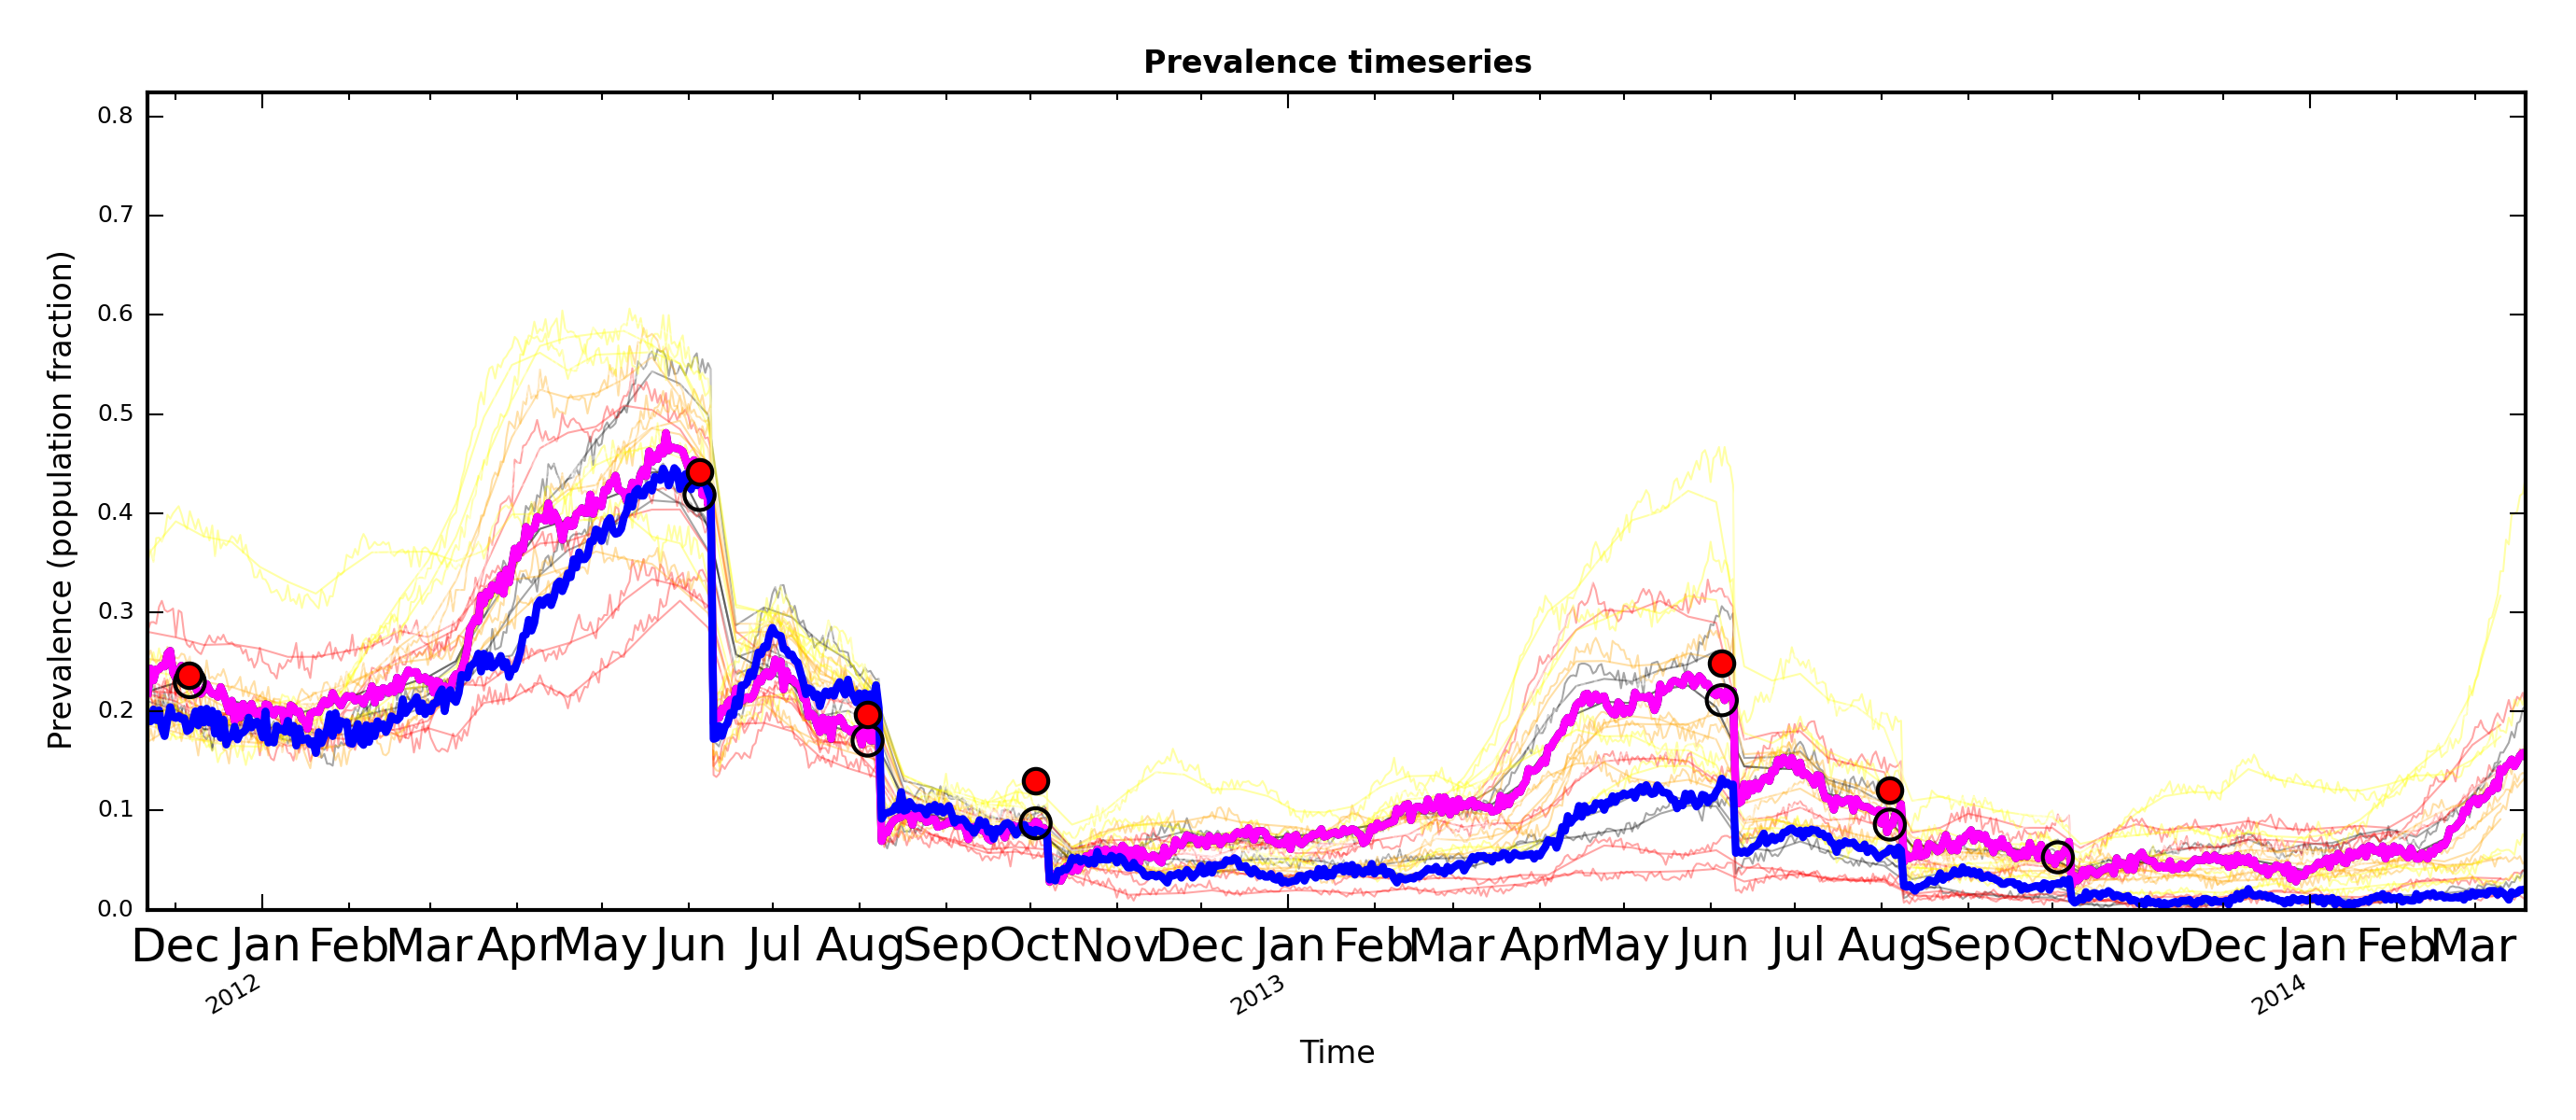 Prevalence timeseries
Prevalence (population fraction)
0.8
0.7
0.6
0.5
0.4
0.3
0.2
0.1
0.0
Dec Jan Feb Mar Apr May Jun Jul Aug Sep Oct Nov Dec Jan Feb Mar Apr May Jun Jul Aug Sep Oct Nov Dec Jan Feb Mar
2012 2013 2014
Time